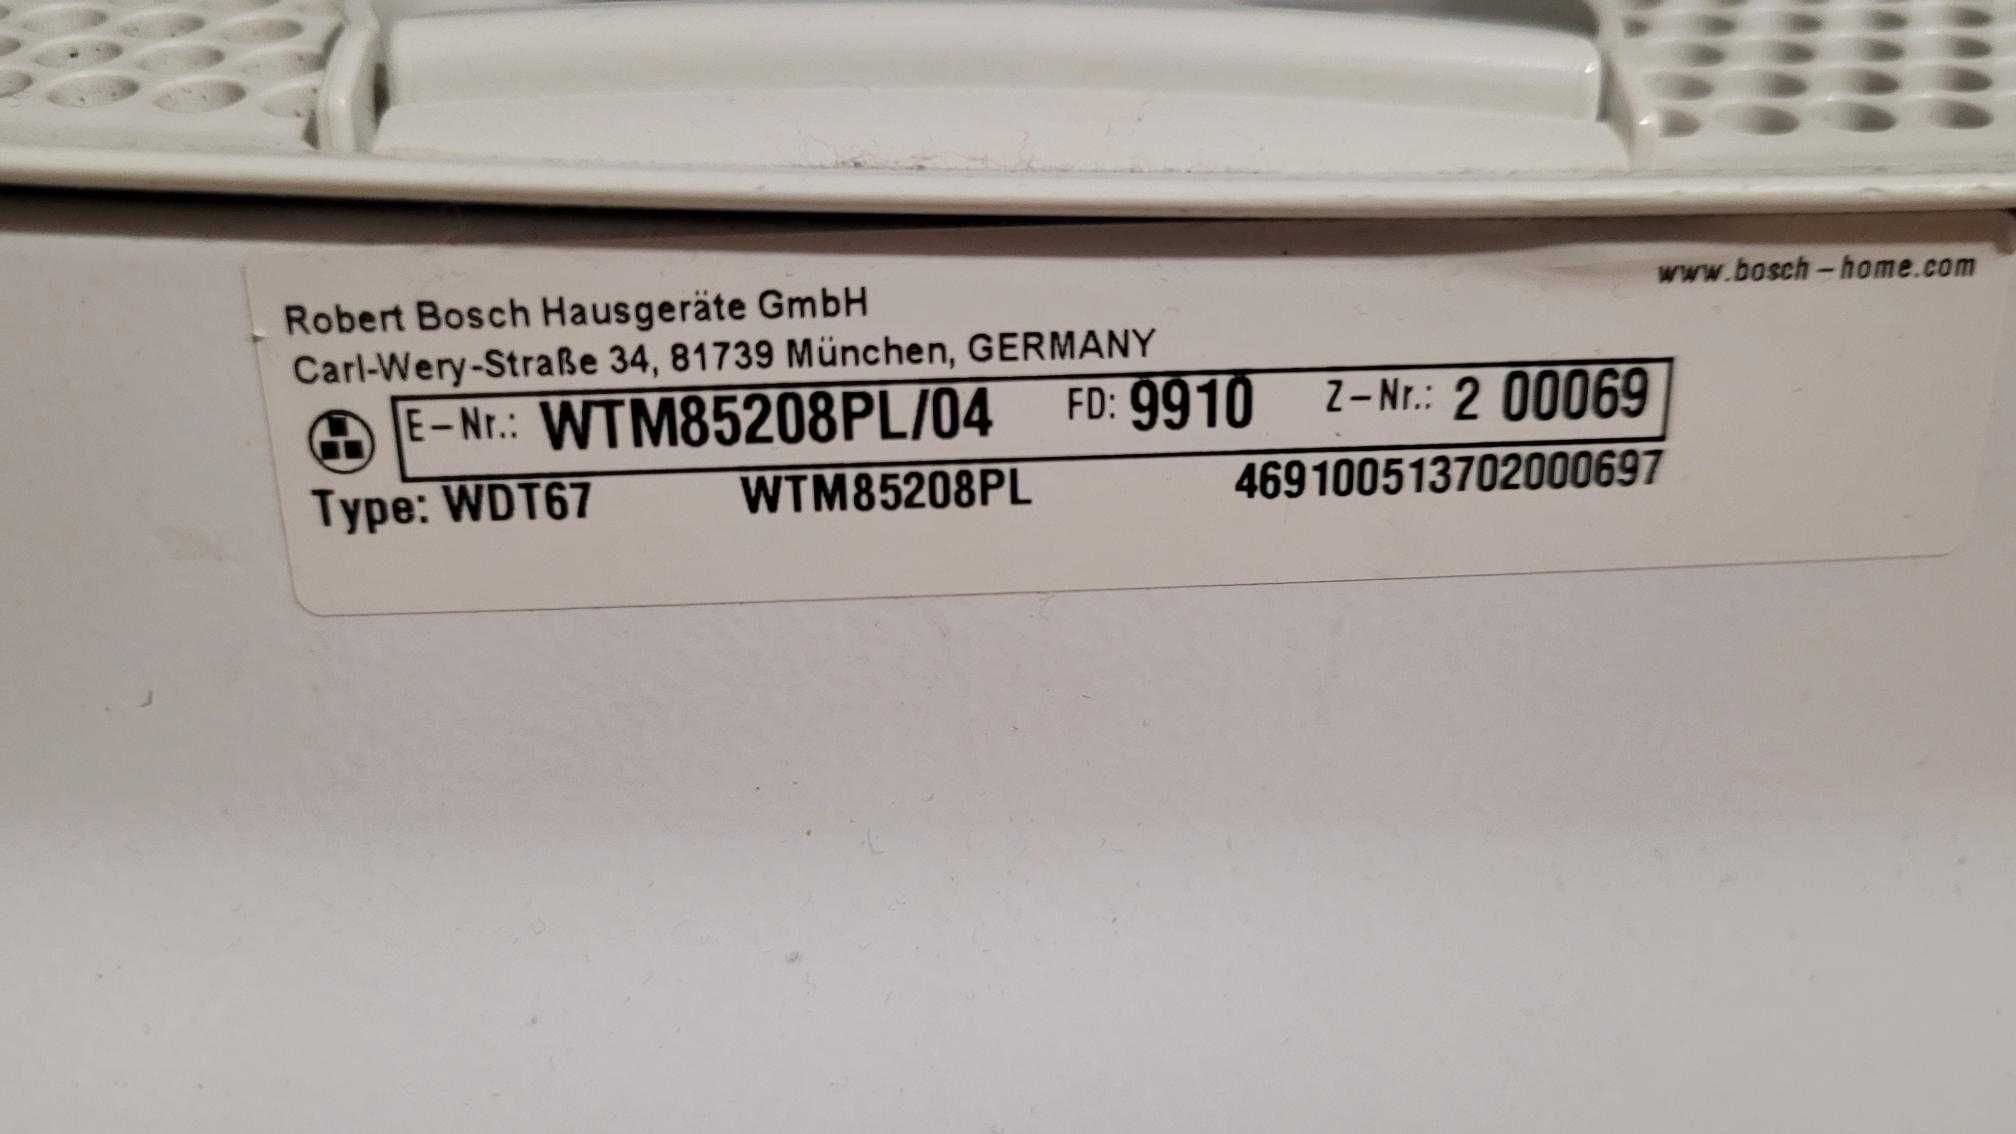 www.bosch-home.com
Robert Bosch Hausgeräte GmbH
Carl-Wery-Straße 34, 81739 München, GERMANY
E-Nr.: WTM85208PL/04 FD: 9910 Z-Nr.: 2 00069
Type: WDT67 WTM85208PL 469100513702000697